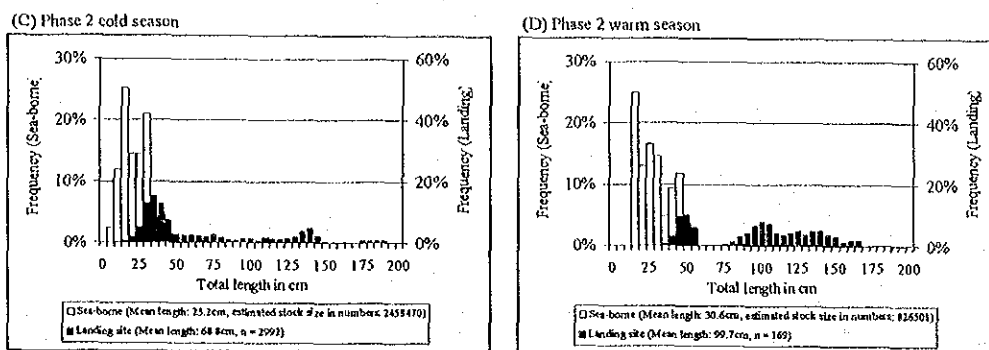 (C) Phase 2 cold season
30%
20%
10%
0%
Frequency (Sea-borne)
60%
40%
20%
0%
Frequency (Landing)
0 25 50 75 100 125 150 175 200
Total length in cm
Sea-borne (Mean length: 25.2cm, estimated stock size in numbers: 2458470)
Landing site (Mean length: 68.8cm, n = 2992)
(D) Phase 2 warm season
30%
20%
10%
0%
Frequency (Sea-borne)
60%
40%
20%
0%
Frequency (Landing)
0 25 50 75 100 125 150 175 200
Total length in cm
Sea-borne (Mean length: 30.6cm, estimated stock size in numbers: 826501)
Landing site (Mean length: 99.7cm, n = 169)